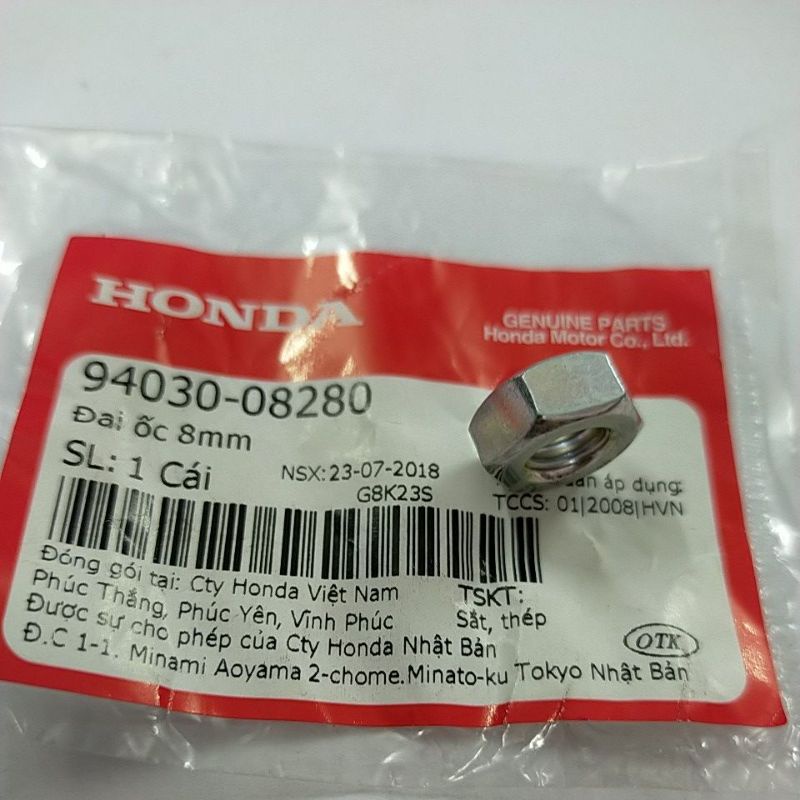 HONDA
GENUINE PARTS
Honda Motor Co., Ltd.
94030-08280
Đai ốc 8mm
SL: 1 Cái
NSX: 23-07-2018
G8K23S
áp dụng:
TCCS: 01|2008|HVN
Đóng gói tại: Cty Honda Việt Nam
Phúc Thắng, Phúc Yên, Vĩnh Phúc
Được sự cho phép của Cty Honda Nhật Bản
Đ.C 1-1. Minami Aoyama 2-chome.Minato-ku Tokyo Nhật Bản
TSKT:
Sắt, thép
OTK